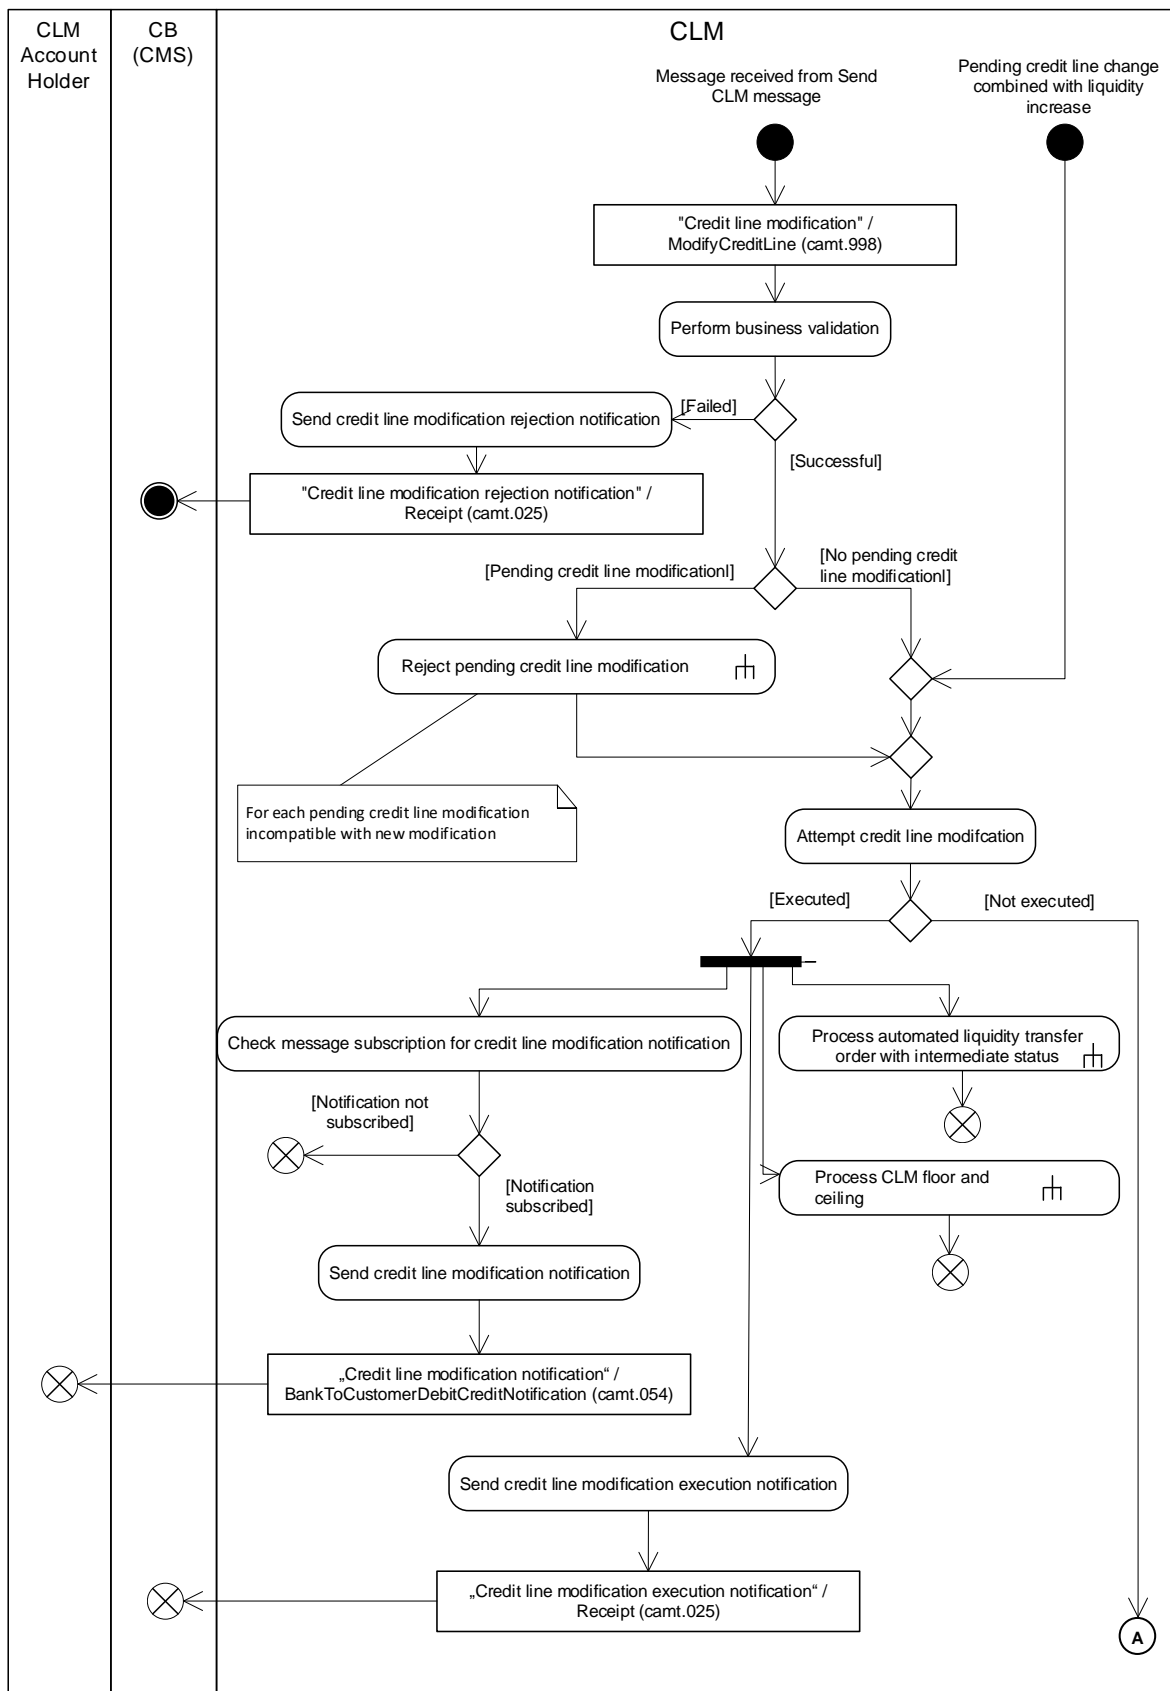 CLM
Account
Holder
CB
(CMS)
CLM
Message received from Send
CLM message
Pending credit line change
combined with liquidity
increase
"Credit line modification" /
ModifyCreditLine (camt.998)
Perform business validation
[Failed]
Send credit line modification rejection notification
[Successful]
"Credit line modification rejection notification" /
Receipt (camt.025)
[Pending credit line modificationl]
[No pending credit
line modificationl]
Reject pending credit line modification
For each pending credit line modification
incompatible with new modification
Attempt credit line modifcation
[Executed]
[Not executed]
Check message subscription for credit line modification notification
Process automated liquidity transfer
order with intermediate status
[Notification not
subscribed]
Process CLM floor and
ceiling
[Notification
subscribed]
Send credit line modification notification
„Credit line modification notification“ /
BankToCustomerDebitCreditNotification (camt.054)
Send credit line modification execution notification
„Credit line modification execution notification“ /
Receipt (camt.025)
A